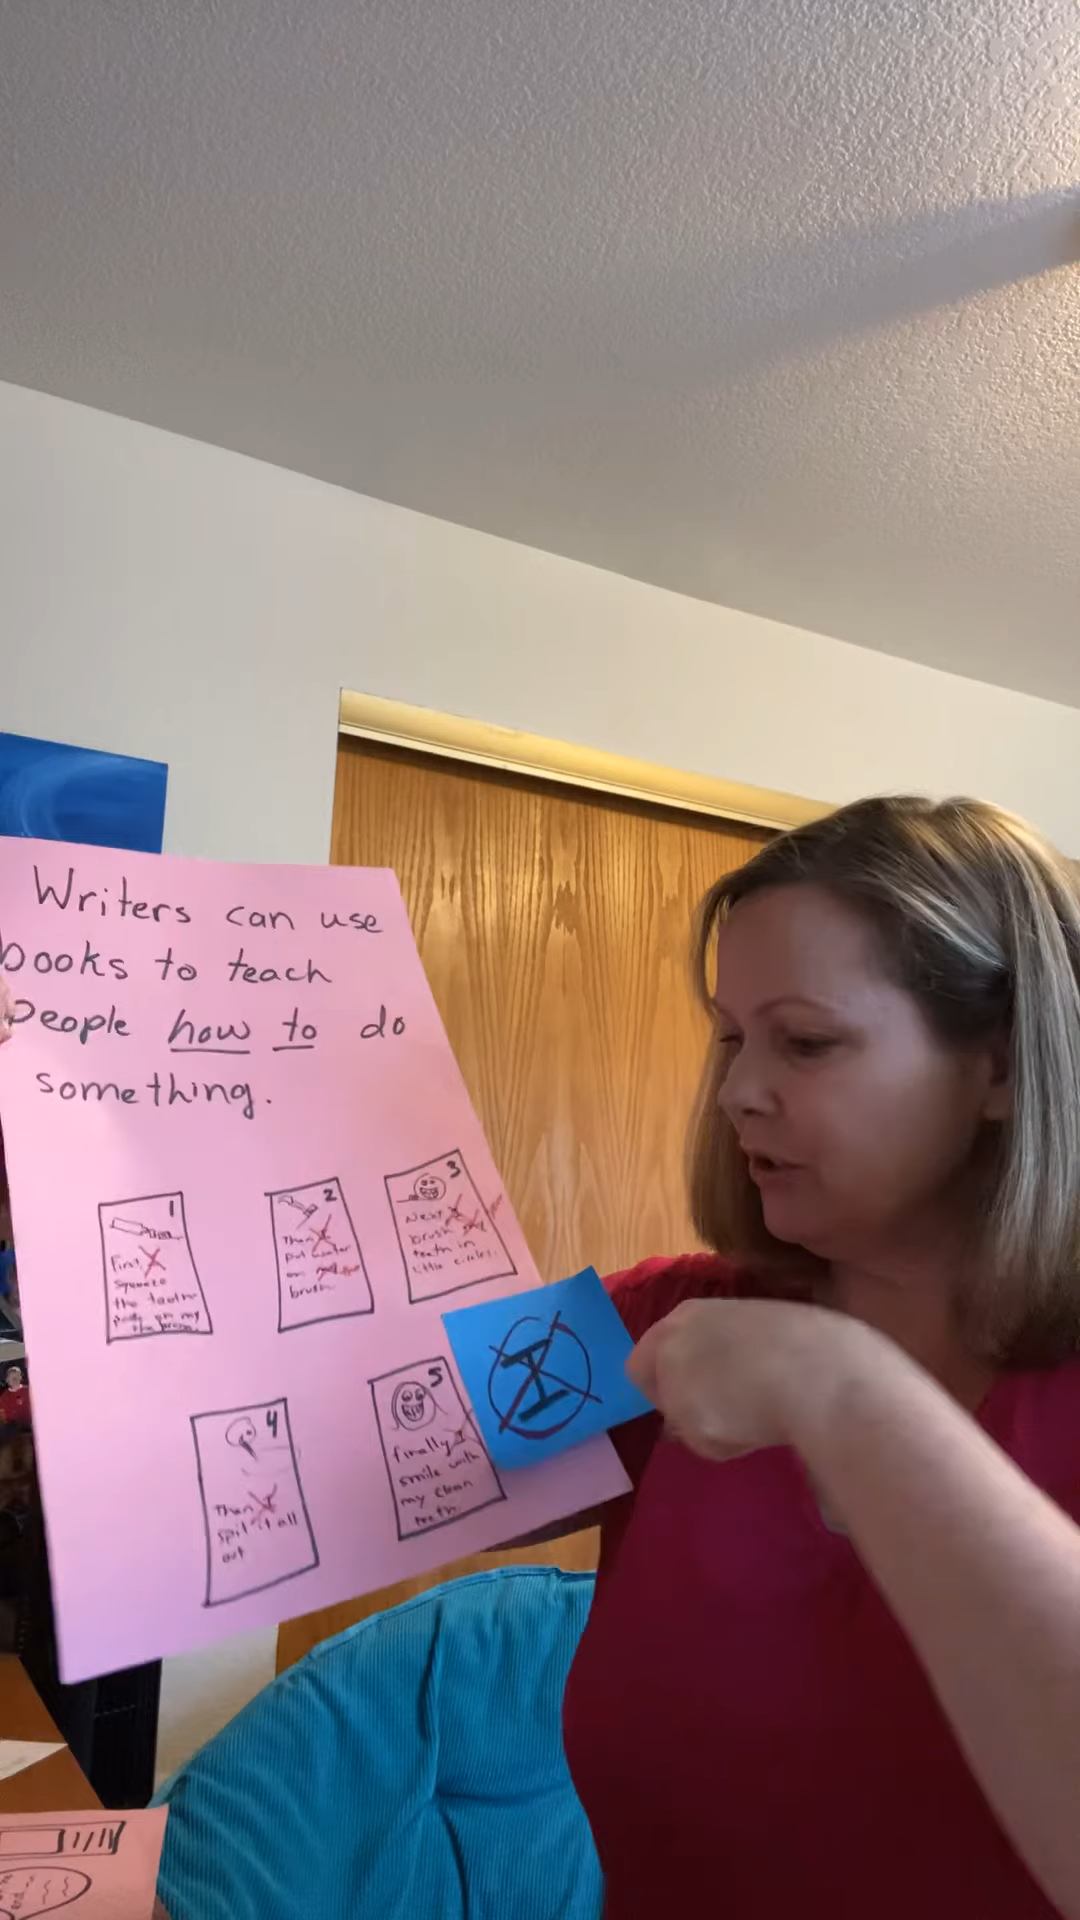 Writers can use
books to teach
People how to do
something.
1
First I
squeeze
the tooth
paste on my
the brush.
2
Then I
put water
on
brush.
3
Next I
brush
teeth in
little circles.
I
4
Then I
spit it all
out
5
finally I
smile with
my clean
teeth.